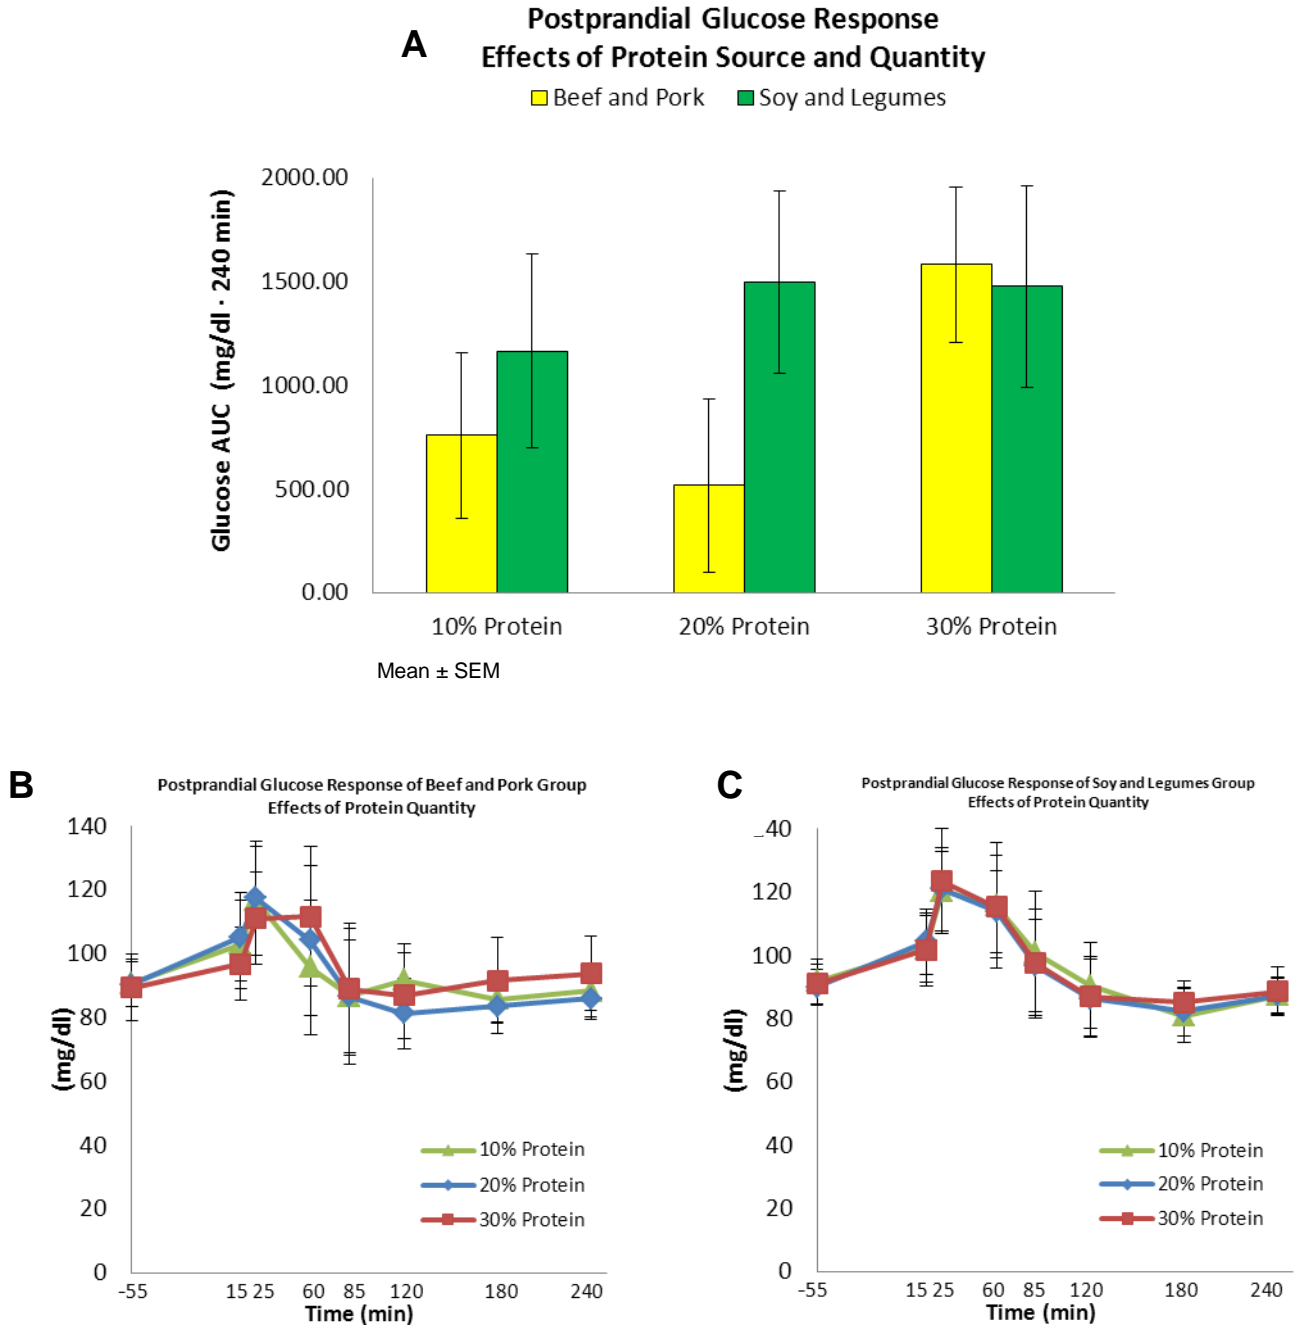 A
Postprandial Glucose Response
Effects of Protein Source and Quantity
Beef and Pork
Soy and Legumes
Glucose AUC (mg/dl · 240 min)
2000.00
1500.00
1000.00
500.00
0.00
10% Protein
20% Protein
30% Protein
Mean ± SEM
B
Postprandial Glucose Response of Beef and Pork Group
Effects of Protein Quantity
(mg/dl)
140
120
100
80
60
40
20
0
10% Protein
20% Protein
30% Protein
-55 15 25 60 85 120 180 240
Time (min)
C
Postprandial Glucose Response of Soy and Legumes Group
Effects of Protein Quantity
(mg/dl)
40
120
100
80
60
40
20
0
10% Protein
20% Protein
30% Protein
-55 15 25 60 85 120 180 240
Time (min)